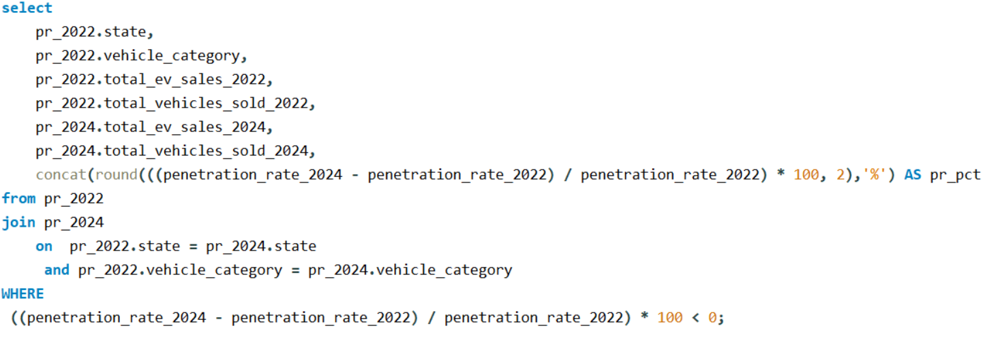 select
pr_2022.state,
pr_2022.vehicle_category,
pr_2022.total_ev_sales_2022,
pr_2022.total_vehicles_sold_2022,
pr_2024.total_ev_sales_2024,
pr_2024.total_vehicles_sold_2024,
concat(round(((penetration_rate_2024 - penetration_rate_2022) / penetration_rate_2022) * 100, 2),'%') AS pr_pct
from pr_2022
join pr_2024
on  pr_2022.state = pr_2024.state
and pr_2022.vehicle_category = pr_2024.vehicle_category
WHERE
((penetration_rate_2024 - penetration_rate_2022) / penetration_rate_2022) * 100 < 0;